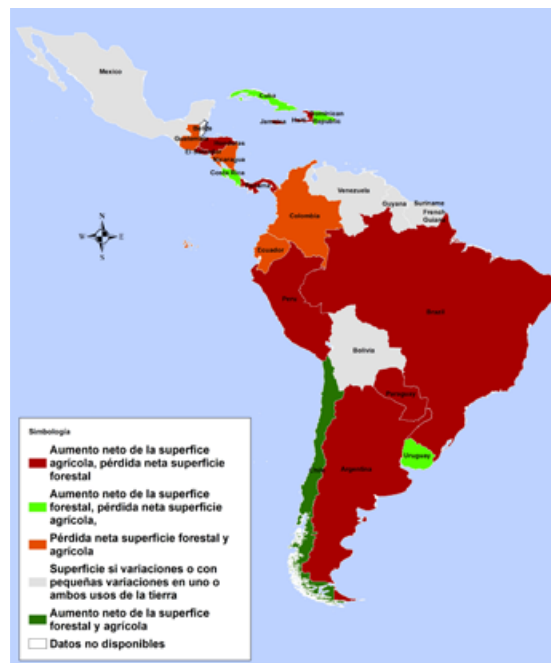 Mexico
Cuba
Dominican
Republic
Jamaica
Haiti
Belize
Guatemala
Honduras
El Salvador
Nicaragua
Costa Rica
Panama
Venezuela
Guyana
Suriname
French
Guiana
Colombia
N
W E
S
Ecuador
Peru
Brazil
Bolivia
Paraguay
Chile
Argentina
Uruguay
Simbología
Aumento neto de la superfice
agrícola, pérdida neta superficie
forestal
Aumento neto de la superfice
forestal, pérdida neta superficie
agrícola,
Pérdida neta superficie forestal y
agrícola
Superficie si variaciones o con
pequeñas variaciones en uno o
ambos usos de la tierra
Aumento neto de la superfice
forestal y agrícola
Datos no disponibles